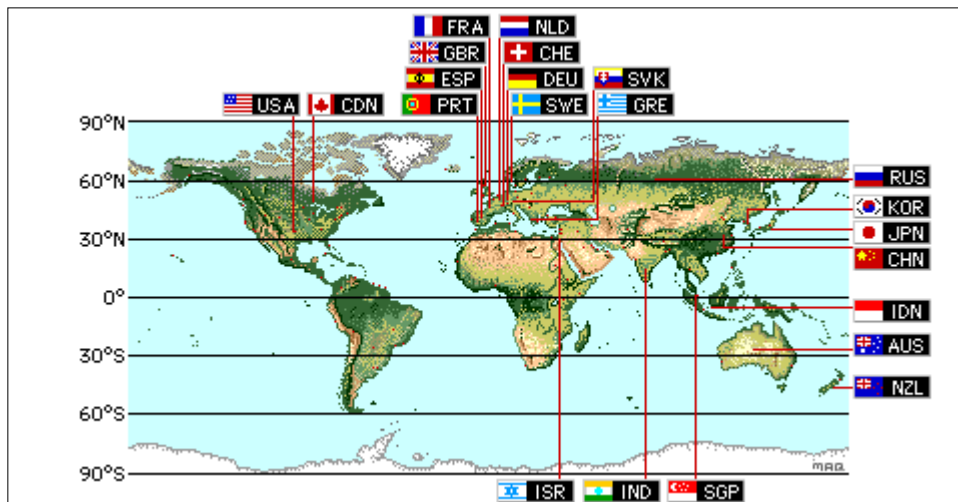 FRA NLD
GBR CHE
ESP DEU SVK
USA CDN PRT SWE GRE
90°N
60°N
RUS
KOR
30°N
JPN
CHN
0°
IDN
30°S
AUS
NZL
60°S
MAQ
90°S
ISR IND SGP